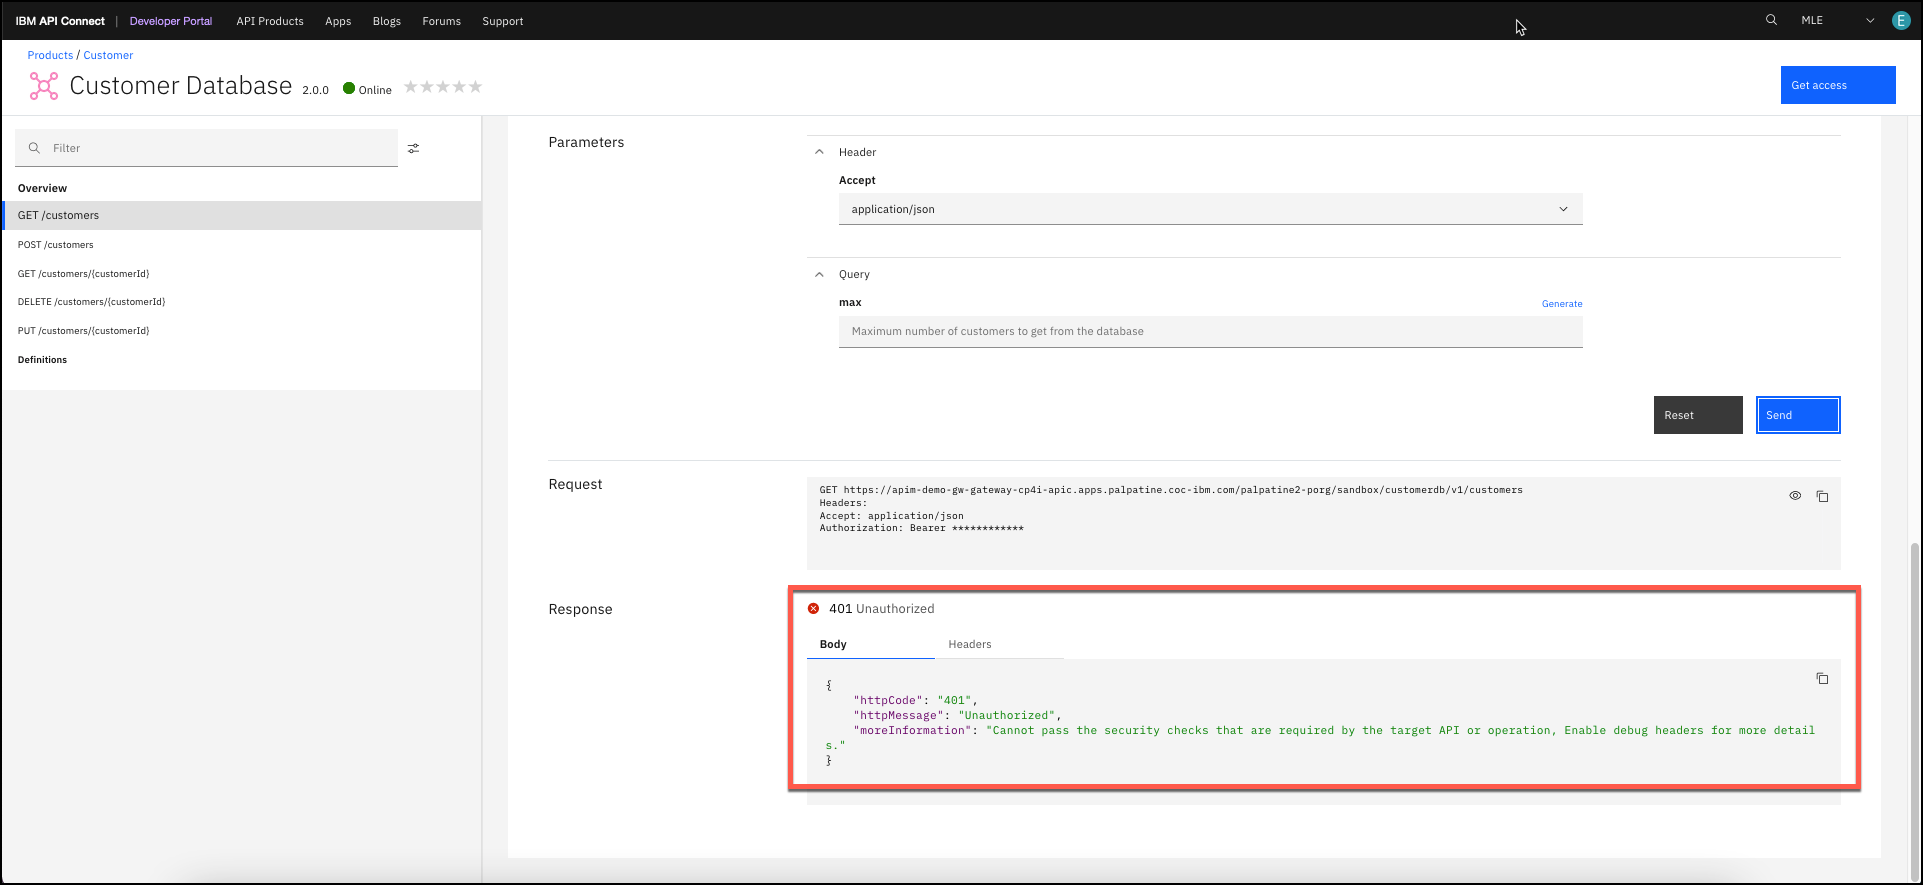 IBM API Connect | Developer Portal API Products Apps Blogs Forums Support MLE E
Products / Customer
Customer Database 2.0.0 Online
Get access
Filter
Overview
GET /customers
POST /customers
GET /customers/{customerId}
DELETE /customers/{customerId}
PUT /customers/{customerId}
Definitions
Parameters
Header
Accept
application/json
Query
max Generate
Maximum number of customers to get from the database
Reset Send
Request
GET https://apim-demo-gw-gateway-cp4i-apic.apps.palpatine.coc-ibm.com/palpatine2-porg/sandbox/customerdb/v1/customers
Headers:
Accept: application/json
Authorization: Bearer ************
Response
401 Unauthorized
Body Headers
{
"httpCode": "401",
"httpMessage": "Unauthorized",
"moreInformation": "Cannot pass the security checks that are required by the target API or operation, Enable debug headers for more detail
s."
}